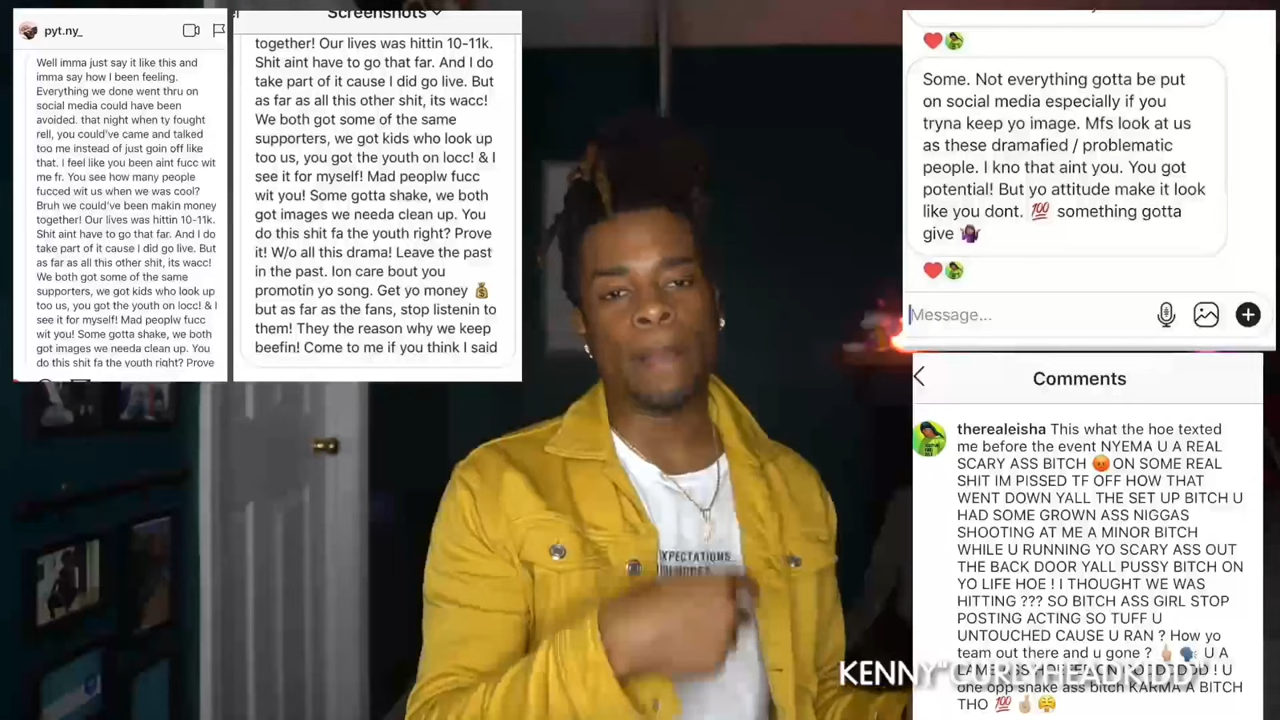 pyt.ny_
Well imma just say it like this and
imma say how I been feeling.
Everything we done went thru on
social media could have been
avoided. that night when ty fought
rell, you could've came and talked
too me instead of just goin off like
that. I feel like you been aint fucc wit
me fr. You see how many people
fucced wit us when we was cool?
Bruh we could've been makin money
together! Our lives was hittin 10-11k.
Shit aint have to go that far. And I do
take part of it cause I did go live. But
as far as all this other shit, its wacc!
We both got some of the same
supporters, we got kids who look up
too us, you got the youth on locc! & I
see it for myself! Mad peoplw fucc
wit you! Some gotta shake, we both
got images we needa clean up. You
do this shit fa the youth right? Prove
Screenshots
together! Our lives was hittin 10-11k.
Shit aint have to go that far. And I do
take part of it cause I did go live. But
as far as all this other shit, its wacc!
We both got some of the same
supporters, we got kids who look up
too us, you got the youth on locc! & I
see it for myself! Mad peoplw fucc
wit you! Some gotta shake, we both
got images we needa clean up. You
do this shit fa the youth right? Prove
it! W/o all this drama! Leave the past
in the past. Ion care bout you
promotin yo song. Get yo money 💰
but as far as the fans, stop listenin to
them! They the reason why we keep
beefin! Come to me if you think I said
❤️
Some. Not everything gotta be put
on social media especially if you
tryna keep yo image. Mfs look at us
as these dramafied / problematic
people. I kno that aint you. You got
potential! But yo attitude make it look
like you dont. 💯 something gotta
give 🤷🏾‍♀️
❤️
Message...
Comments
therealeisha This what the hoe texted
me before the event NYEMA U A REAL
SCARY ASS BITCH 😡ON SOME REAL
SHIT IM PISSED TF OFF HOW THAT
WENT DOWN YALL THE SET UP BITCH U
HAD SOME GROWN ASS NIGGAS
SHOOTING AT ME A MINOR BITCH
WHILE U RUNNING YO SCARY ASS OUT
THE BACK DOOR YALL PUSSY BITCH ON
YO LIFE HOE ! I THOUGHT WE WAS
HITTING ??? SO BITCH ASS GIRL STOP
POSTING ACTING SO TUFF U
UNTOUCHED CAUSE U RAN ? How yo
team out there and u gone ? 🗣 U A
LAME ASS ! U
one opp snake ass bitch KARMA A BITCH
THO 💯
KENNY"CURLYHEADKIDD"
XPECTATIONS